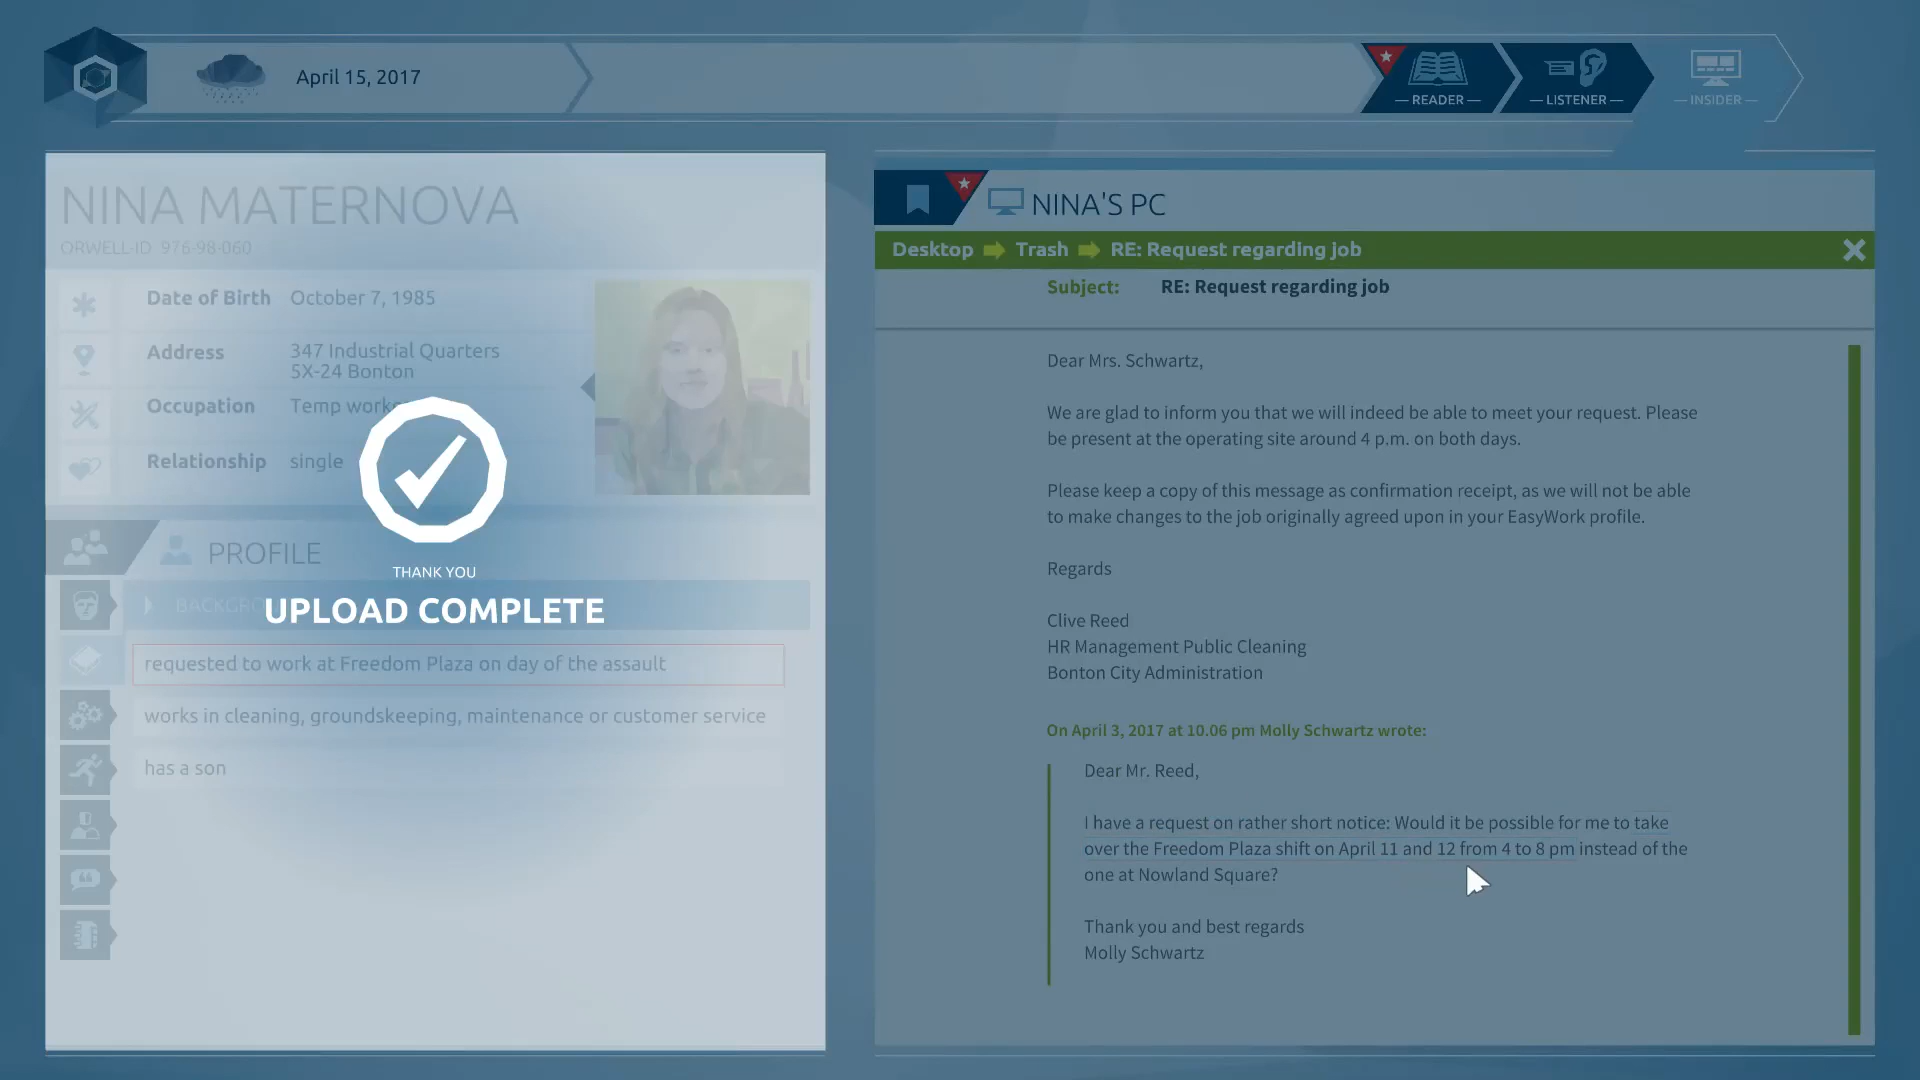 April 15, 2017
READER
LISTENER
INSIDER
NINA MATERNOVA
ORWELL-ID 976-98-060
Date of Birth October 7, 1985
Address 347 Industrial Quarters
5X-24 Bonton
Occupation Temp
Relationship single
PROFILE
THANK YOU
UPLOAD COMPLETE
requested to work at Freedom Plaza on day of the assault
works in cleaning, groundskeeping, maintenance or customer service
has a son
NINA'S PC
Desktop Trash RE: Request regarding job
Subject: RE: Request regarding job
Dear Mrs. Schwartz,
We are glad to inform you that we will indeed be able to meet your request. Please
be present at the operating site around 4 p.m. on both days.
Please keep a copy of this message as confirmation receipt, as we will not be able
to make changes to the job originally agreed upon in your EasyWork profile.
Regards
Clive Reed
HR Management Public Cleaning
Bonton City Administration
On April 3, 2017 at 10.06 pm Molly Schwartz wrote:
Dear Mr. Reed,
I have a request on rather short notice: Would it be possible for me to take
over the Freedom Plaza shift on April 11 and 12 from 4 to 8 pm instead of the
one at Nowland Square?
Thank you and best regards
Molly Schwartz